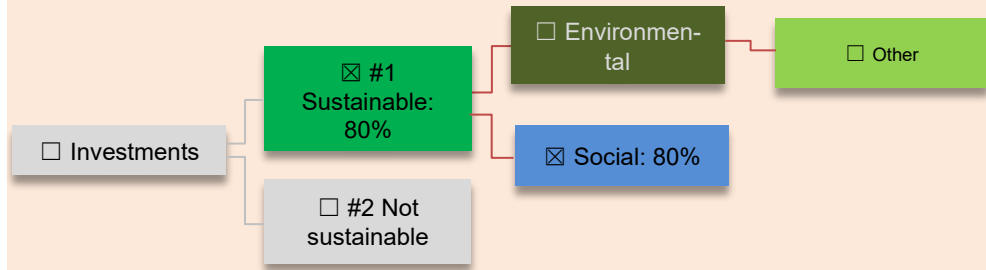 ☐ Investments
☒ #1
Sustainable:
80%
☐ #2 Not
sustainable
☐ Environmen-
tal
☒ Social: 80%
☐ Other